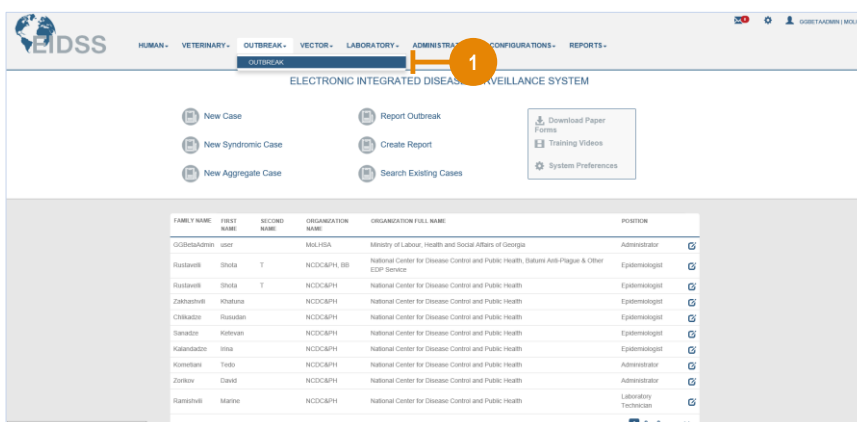 EIDSS
GGBETAADMIN | MOL
HUMAN VETERINARY OUTBREAK VECTOR LABORATORY CONFIGURATIONS REPORTS
OUTBREAK
1
ELECTRONIC INTEGRATED SYSTEM
New Case
Report Outbreak
Download Paper
Forms
New Syndromic Case
Create Report
Training Videos
New Aggregate Case
Search Existing Cases
System Preferences
FAMILY NAME FIRST NAME SECOND NAME ORGANIZATION NAME ORGANIZATION FULL NAME POSITION
GGBetaAdmin user MoLHSA Ministry of Labour, Health and Social Affairs of Georgia Administrator
Rustaveli Shota T NCDC&PH, BB National Center for Disease Control and Public Health, Batumi Anti-Plague & Other
EDP Service Epidemiologist
Rustaveli Shota T NCDC&PH National Center for Disease Control and Public Health Epidemiologist
Zakhashvili Khatuna NCDC&PH National Center for Disease Control and Public Health Epidemiologist
Chlikadze Rusudan NCDC&PH National Center for Disease Control and Public Health Epidemiologist
Sanadze Ketevan NCDC&PH National Center for Disease Control and Public Health Epidemiologist
Kalandadze Irina NCDC&PH National Center for Disease Control and Public Health Epidemiologist
Kometiani Tedo NCDC&PH National Center for Disease Control and Public Health Administrator
Zorikov David NCDC&PH National Center for Disease Control and Public Health Administrator
Ramishvili Marine NCDC&PH National Center for Disease Control and Public Health Laboratory
Technician